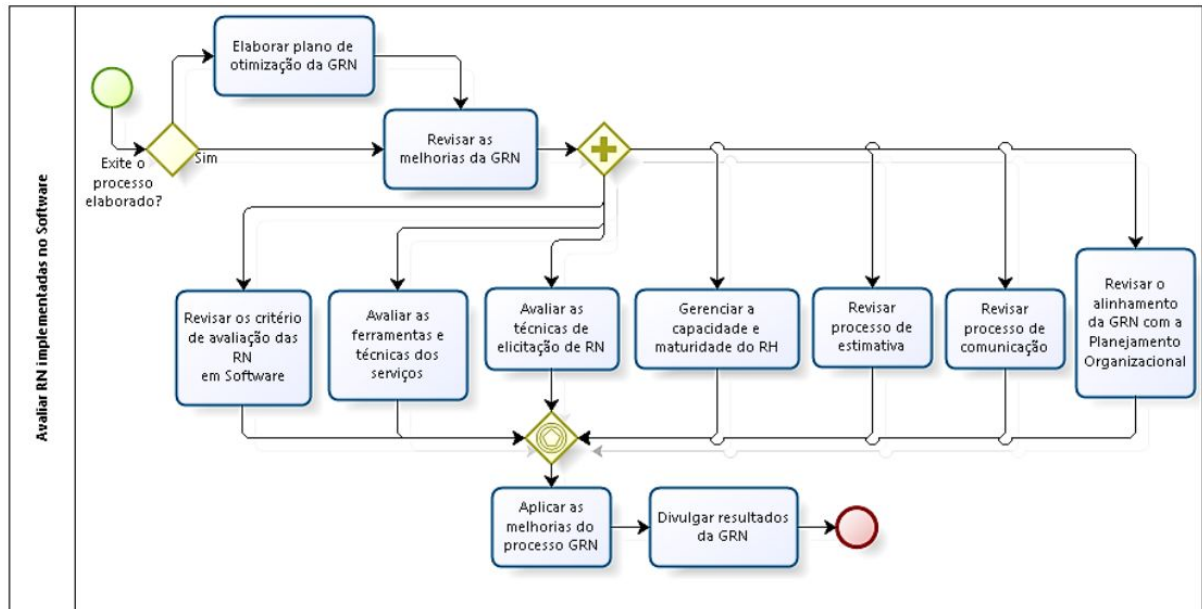 Avaliar RN implementadas no Software
Exite o
processo
elaborado?
Sim
Elaborar plano de
otimização da GRN
Revisar as
melhorias da GRN
Revisar os critério
de avaliação das
RN
em Software
Avaliar as
ferramentas e
técnicas dos
serviços
Avaliar as
técnicas de
elicitação de RN
Gerenciar a
capacidade e
maturidade do RH
Revisar
processo de
estimativa
Revisar
processo de
comunicação
Revisar o
alinhamento
da GRN com a
Planejamento
Organizacional
Aplicar as
melhorias do
processo GRN
Divulgar resultados
da GRN